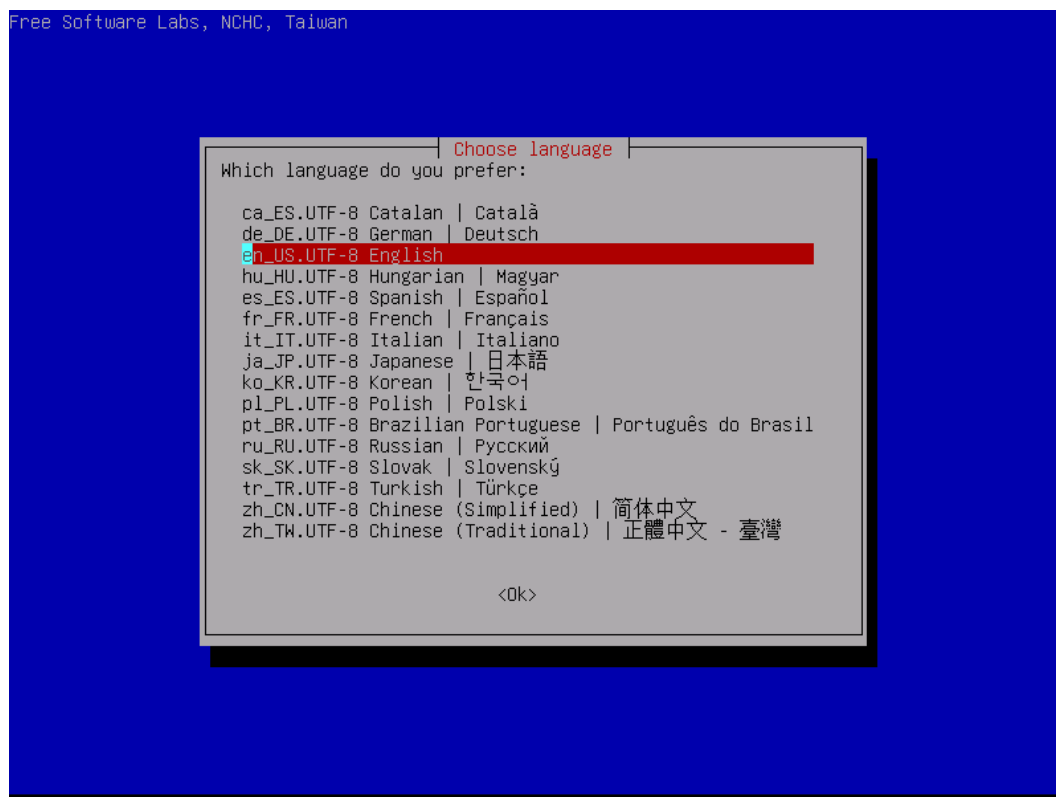 Free Software Labs, NCHC, Taiwan
Choose language
Which language do you prefer:
ca_ES.UTF-8 Catalan | Català
de_DE.UTF-8 German | Deutsch
en_US.UTF-8 English
hu_HU.UTF-8 Hungarian | Magyar
es_ES.UTF-8 Spanish | Español
fr_FR.UTF-8 French | Français
it_IT.UTF-8 Italian | Italiano
ja_JP.UTF-8 Japanese | 日本語
ko_KR.UTF-8 Korean | 한국어
pl_PL.UTF-8 Polish | Polski
pt_BR.UTF-8 Brazilian Portuguese | Português do Brasil
ru_RU.UTF-8 Russian | Русский
sk_SK.UTF-8 Slovak | Slovenský
tr_TR.UTF-8 Turkish | Türkçe
zh_CN.UTF-8 Chinese (Simplified) | 简体中文
zh_TW.UTF-8 Chinese (Traditional) | 正體中文 - 臺灣
<Ok>